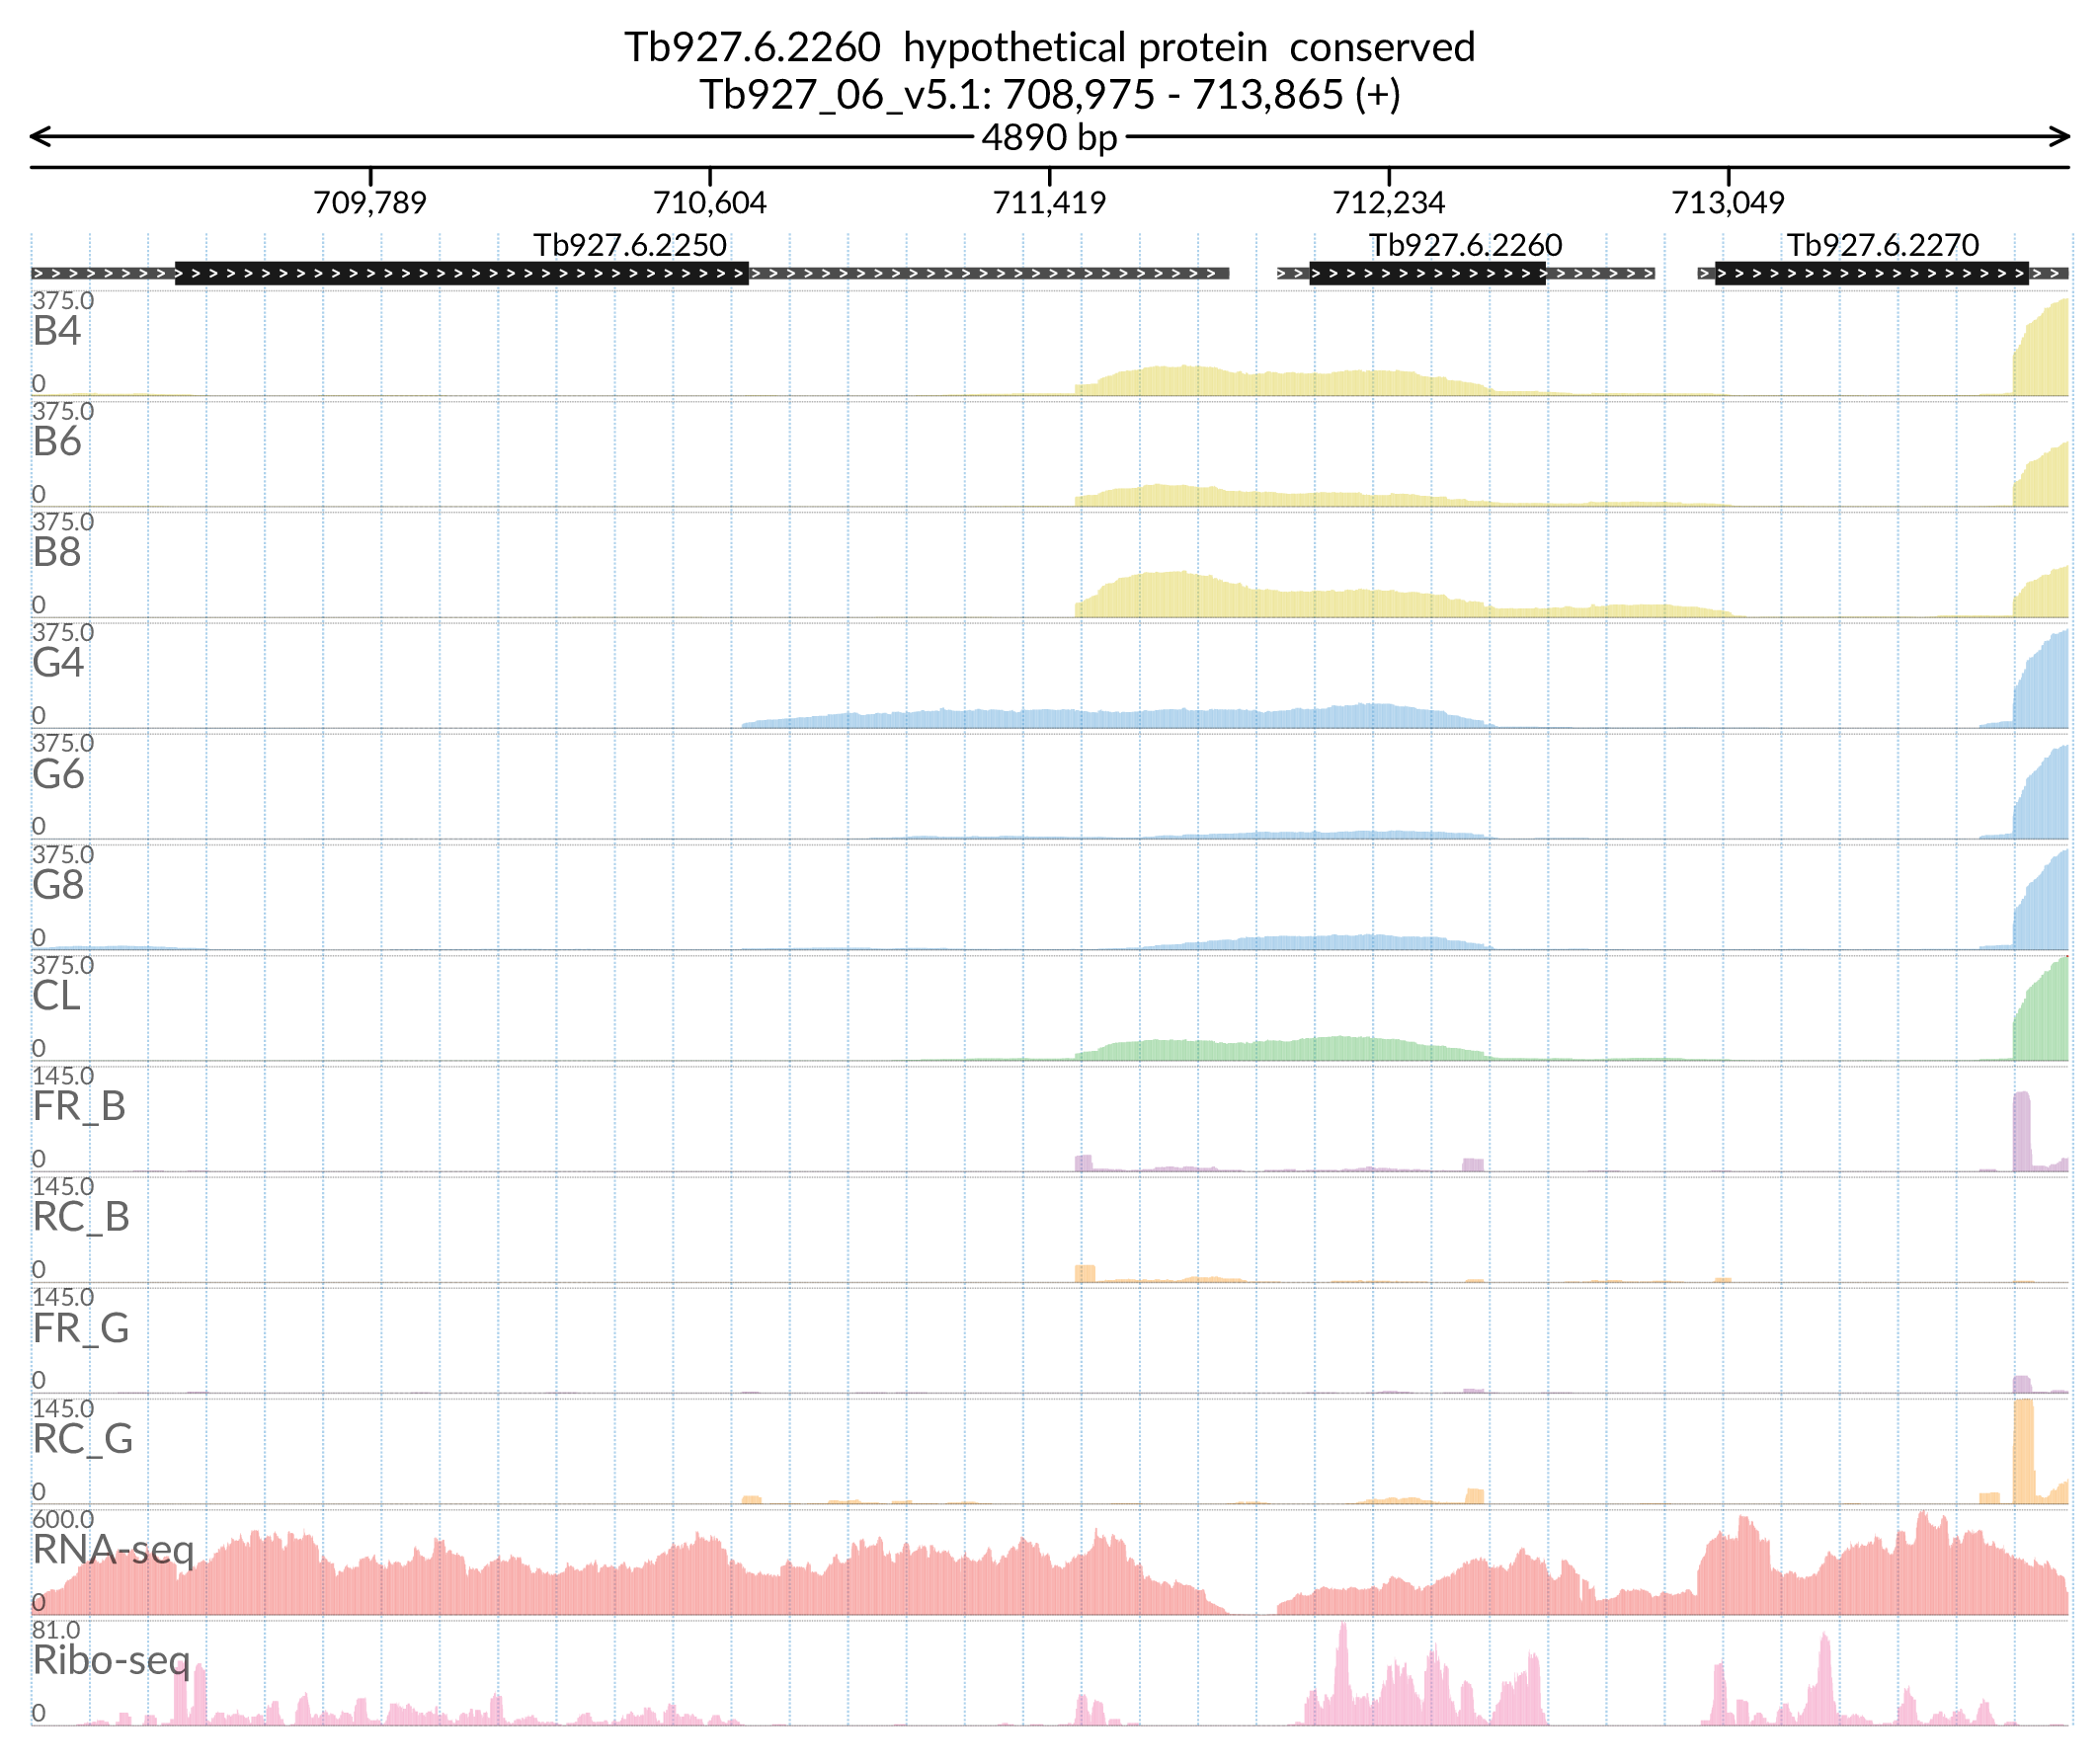 Tb927.6.2260 hypothetical protein conserved
Tb927_06_v5.1: 708,975 - 713,865 (+)
4890 bp
709,789 710,604 711,419 712,234 713,049
Tb927.6.2250 Tb927.6.2260 Tb927.6.2270
375.0
B4
0
375.0
B6
0
375.0
B8
0
375.0
G4
0
375.0
G6
0
375.0
G8
0
375.0
CL
0
145.0
FR_B
0
145.0
RC_B
0
145.0
FR_G
0
145.0
RC_G
0
600.0
RNA-seq
0
81.0
Ribo-seq
0